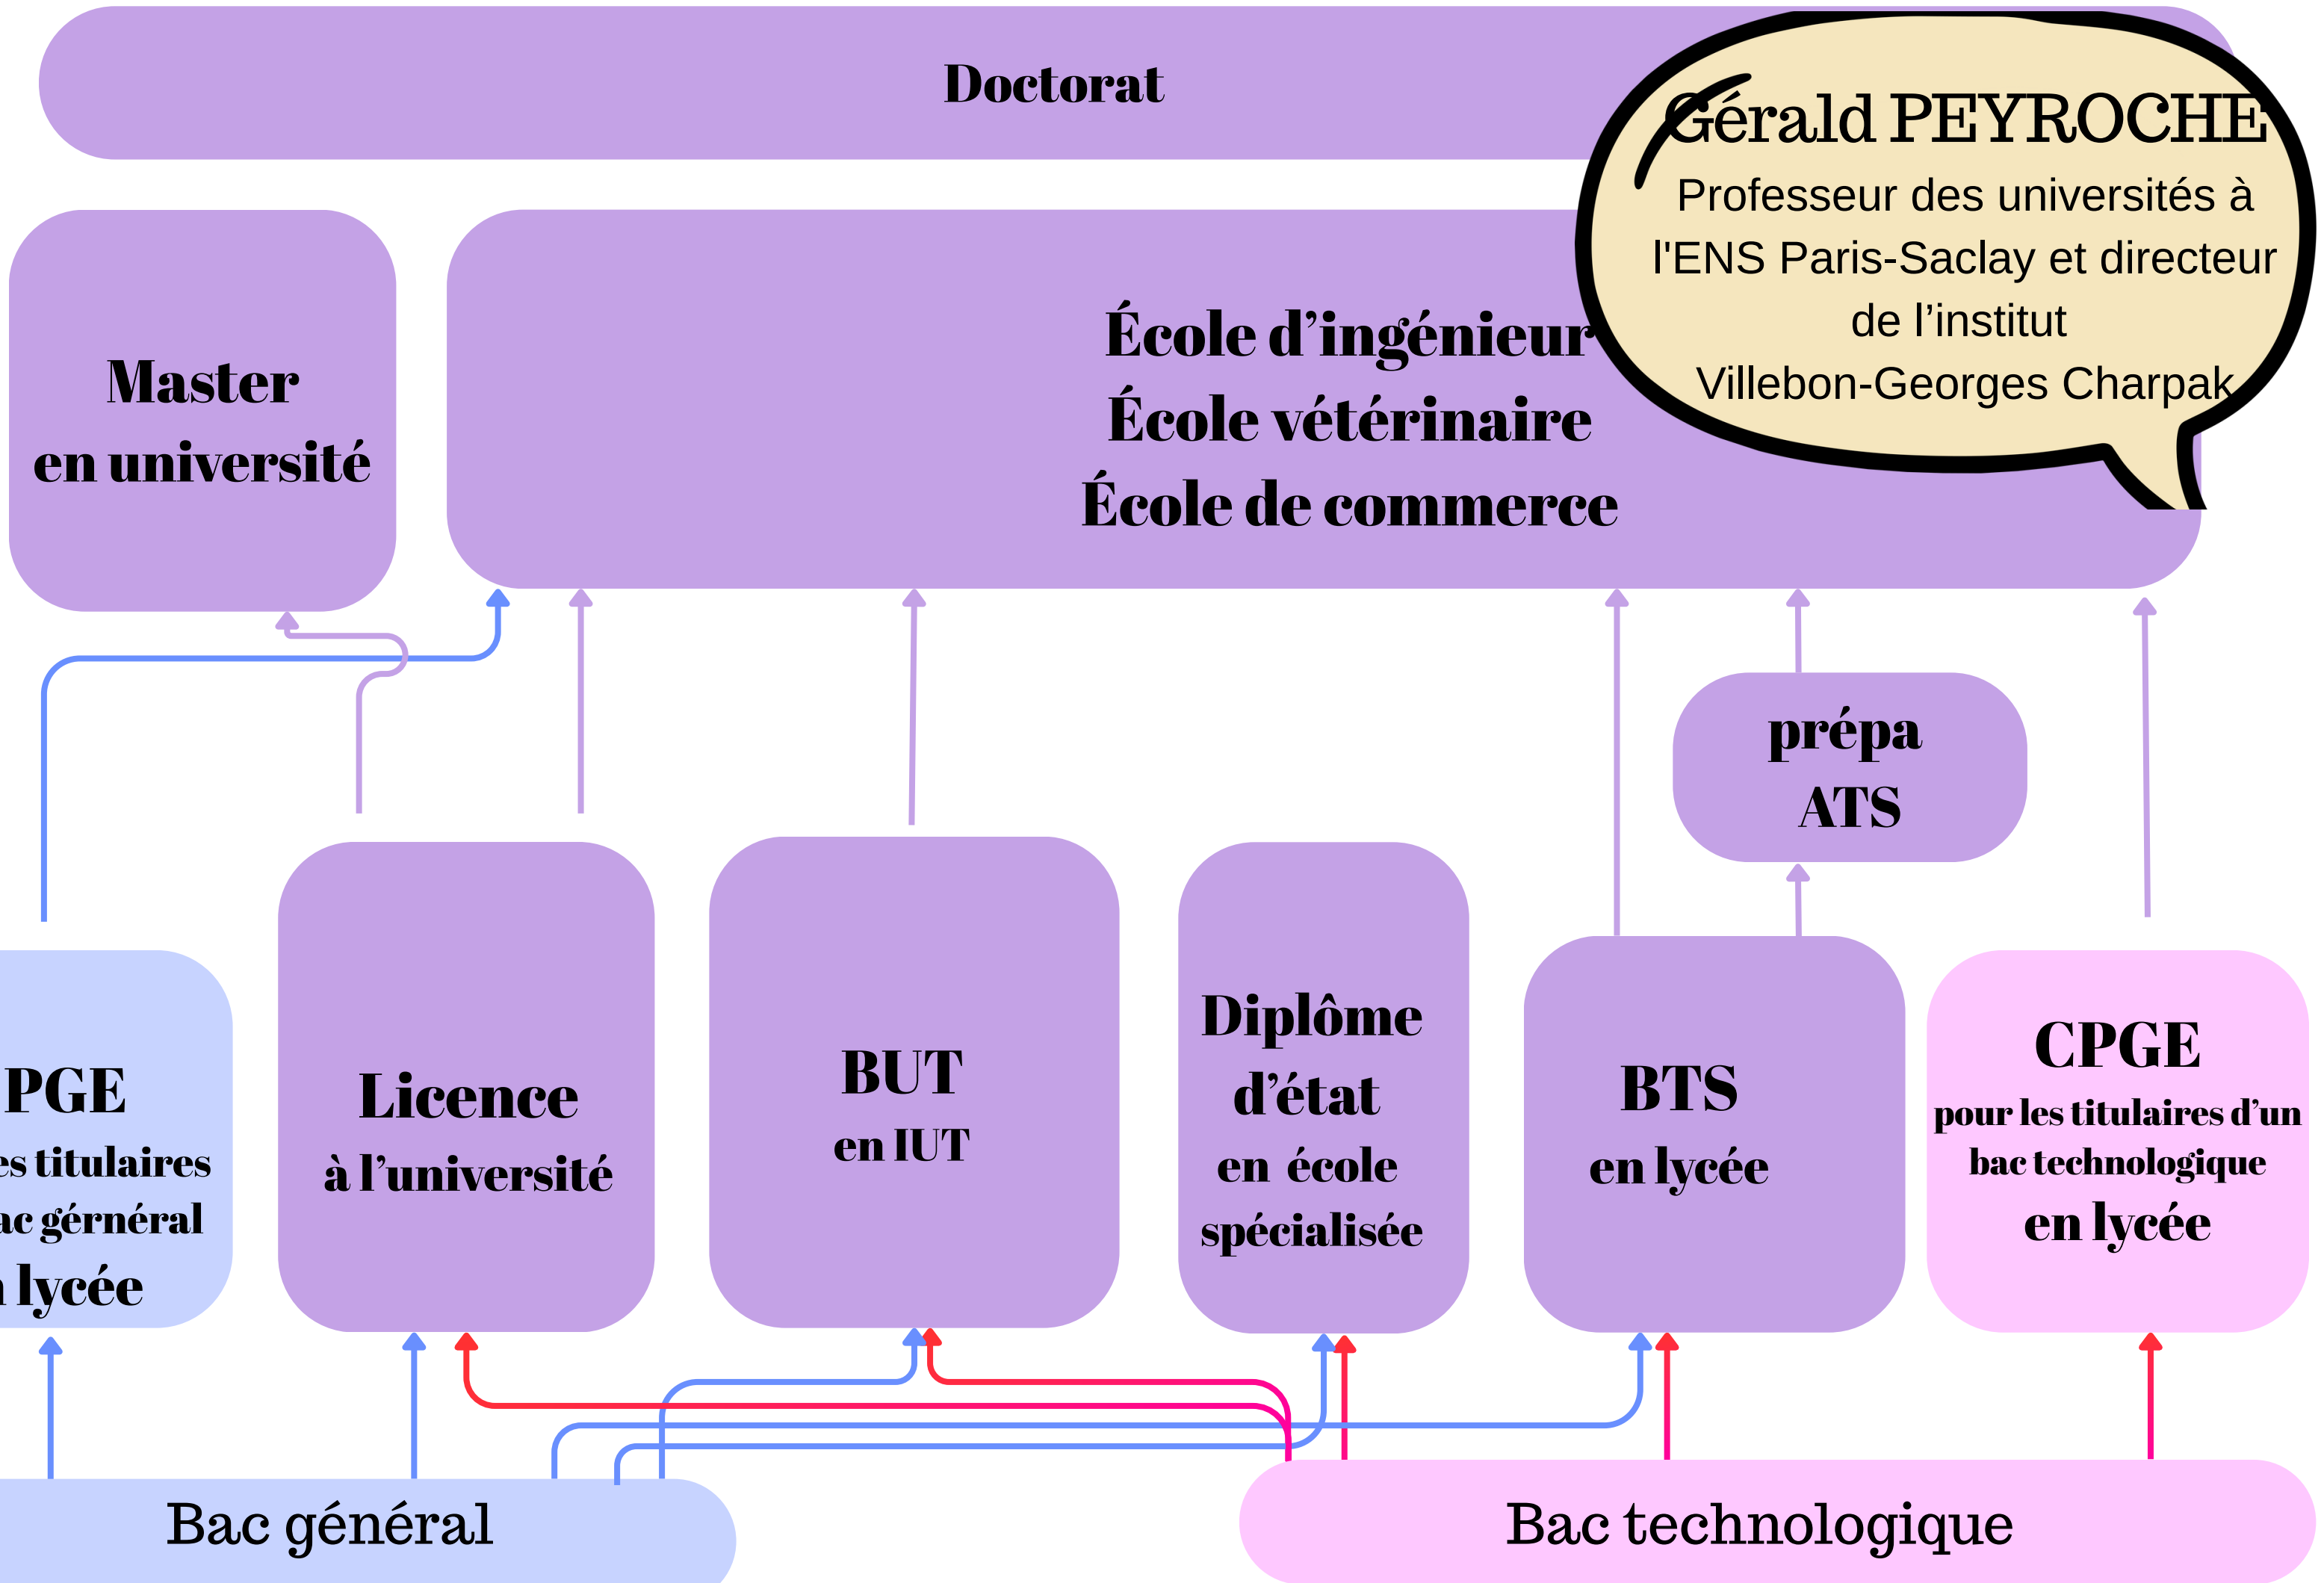 Doctorat
Gérald PEYROCHE
Professeur des universités à
l'ENS Paris-Saclay et directeur
de l’institut
Villebon-Georges Charpak
Master
en université
École d’ingénieur
École vétérinaire
École de commerce
prépa
ATS
PGE
es titulaires
ac gérnéral
lycée
Licence
à l’université
BUT
en IUT
Diplôme
d’état
en école
spécialisée
BTS
en lycée
CPGE
pour les titulaires d’un
bac technologique
en lycée
Bac général
Bac technologique